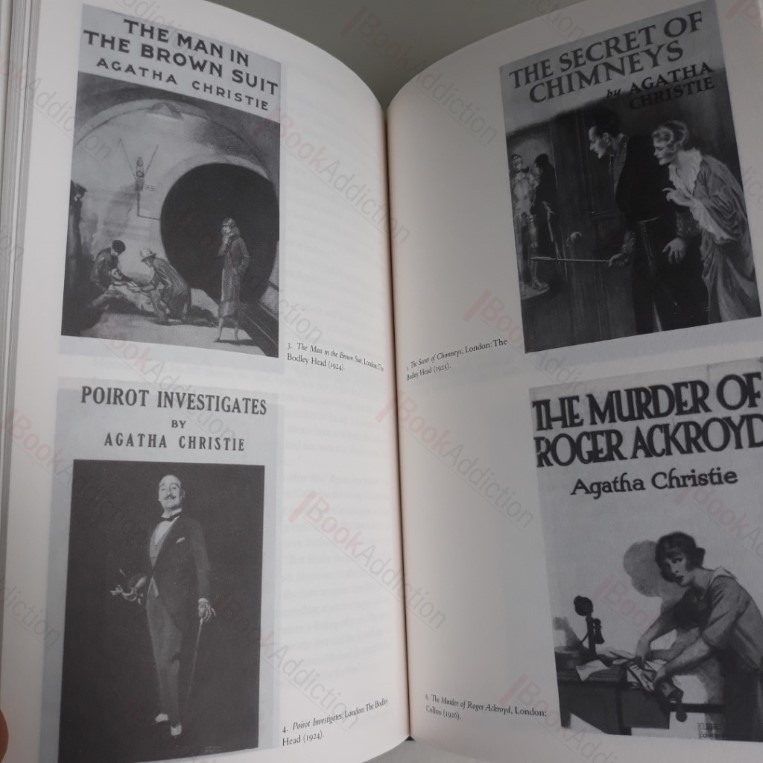 THE MAN IN
THE BROWN SUIT
AGATHA CHRISTIE
3. The Man in the Brown Suit, London: The
Bodley Head (1924).
POIROT INVESTIGATES
BY
AGATHA CHRISTIE
4. Poirot Investigates, London: The Bodley
Head (1924).
THE SECRET OF
CHIMNEYS
by AGATHA
CHRISTIE
The Secret of Chimneys, London: The
Bodley Head (1925).
THE MURDER OF
ROGER ACKROYD
Agatha Christie
The Murder of Roger Ackroyd, London:
Collins (1926).
BookAddiction